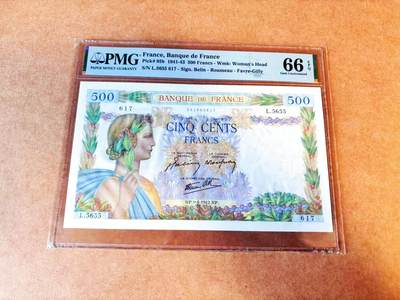 PMG
PAPER MONEY GUARANTY
France, Banque de France
Pick# 95b 1941-43 500 Francs - Wmk: Woman's Head
S/N L.5655 617 - Sign. Belin - Rousseau - Favre-Gilly
66 EPQ
Gem Uncirculated
500
BANQUE DE FRANCE
500
617
L.5655
CINQ CENTS
FRANCS
L.5655
617